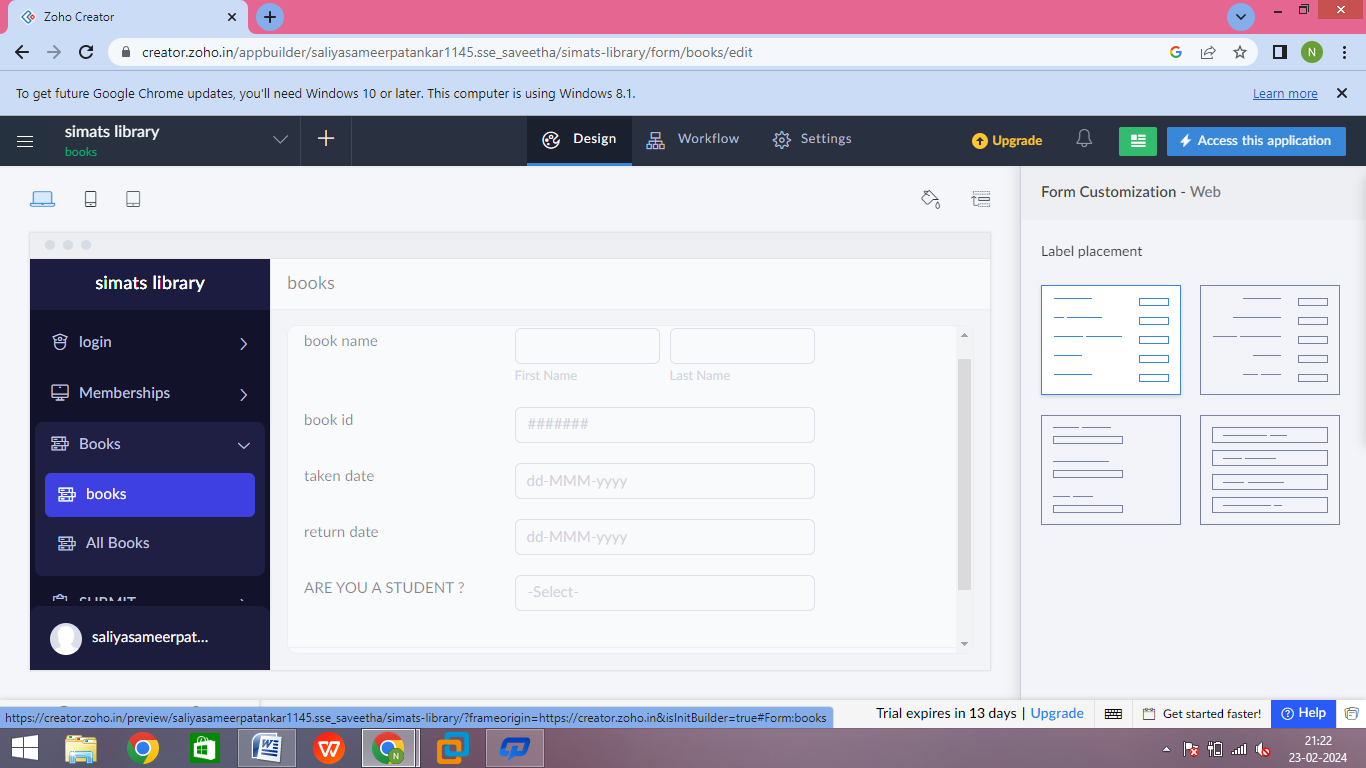 Zoho Creator
creator.zoho.in/appbuilder/saliyasameerpatankar1145.sse_saveetha/simats-library/form/books/edit
N
To get future Google Chrome updates, you'll need Windows 10 or later. This computer is using Windows 8.1.
Learn more
simats library
books
Design
Workflow
Settings
Upgrade
Access this application
Form Customization - Web
Label placement
simats library
login
Memberships
Books
books
All Books
SUBMIT
saliyasameerpat...
books
book name
First Name
Last Name
book id
#######
taken date
dd-MMM-yyyy
return date
dd-MMM-yyyy
ARE YOU A STUDENT ?
-Select-
https://creator.zoho.in/preview/saliyasameerpatankar1145.sse_saveetha/simats-library/?frameorigin=https://creator.zoho.in&isInitBuilder=true#Form:books
Trial expires in 13 days | Upgrade
Get started faster!
Help
21:22
23-02-2024